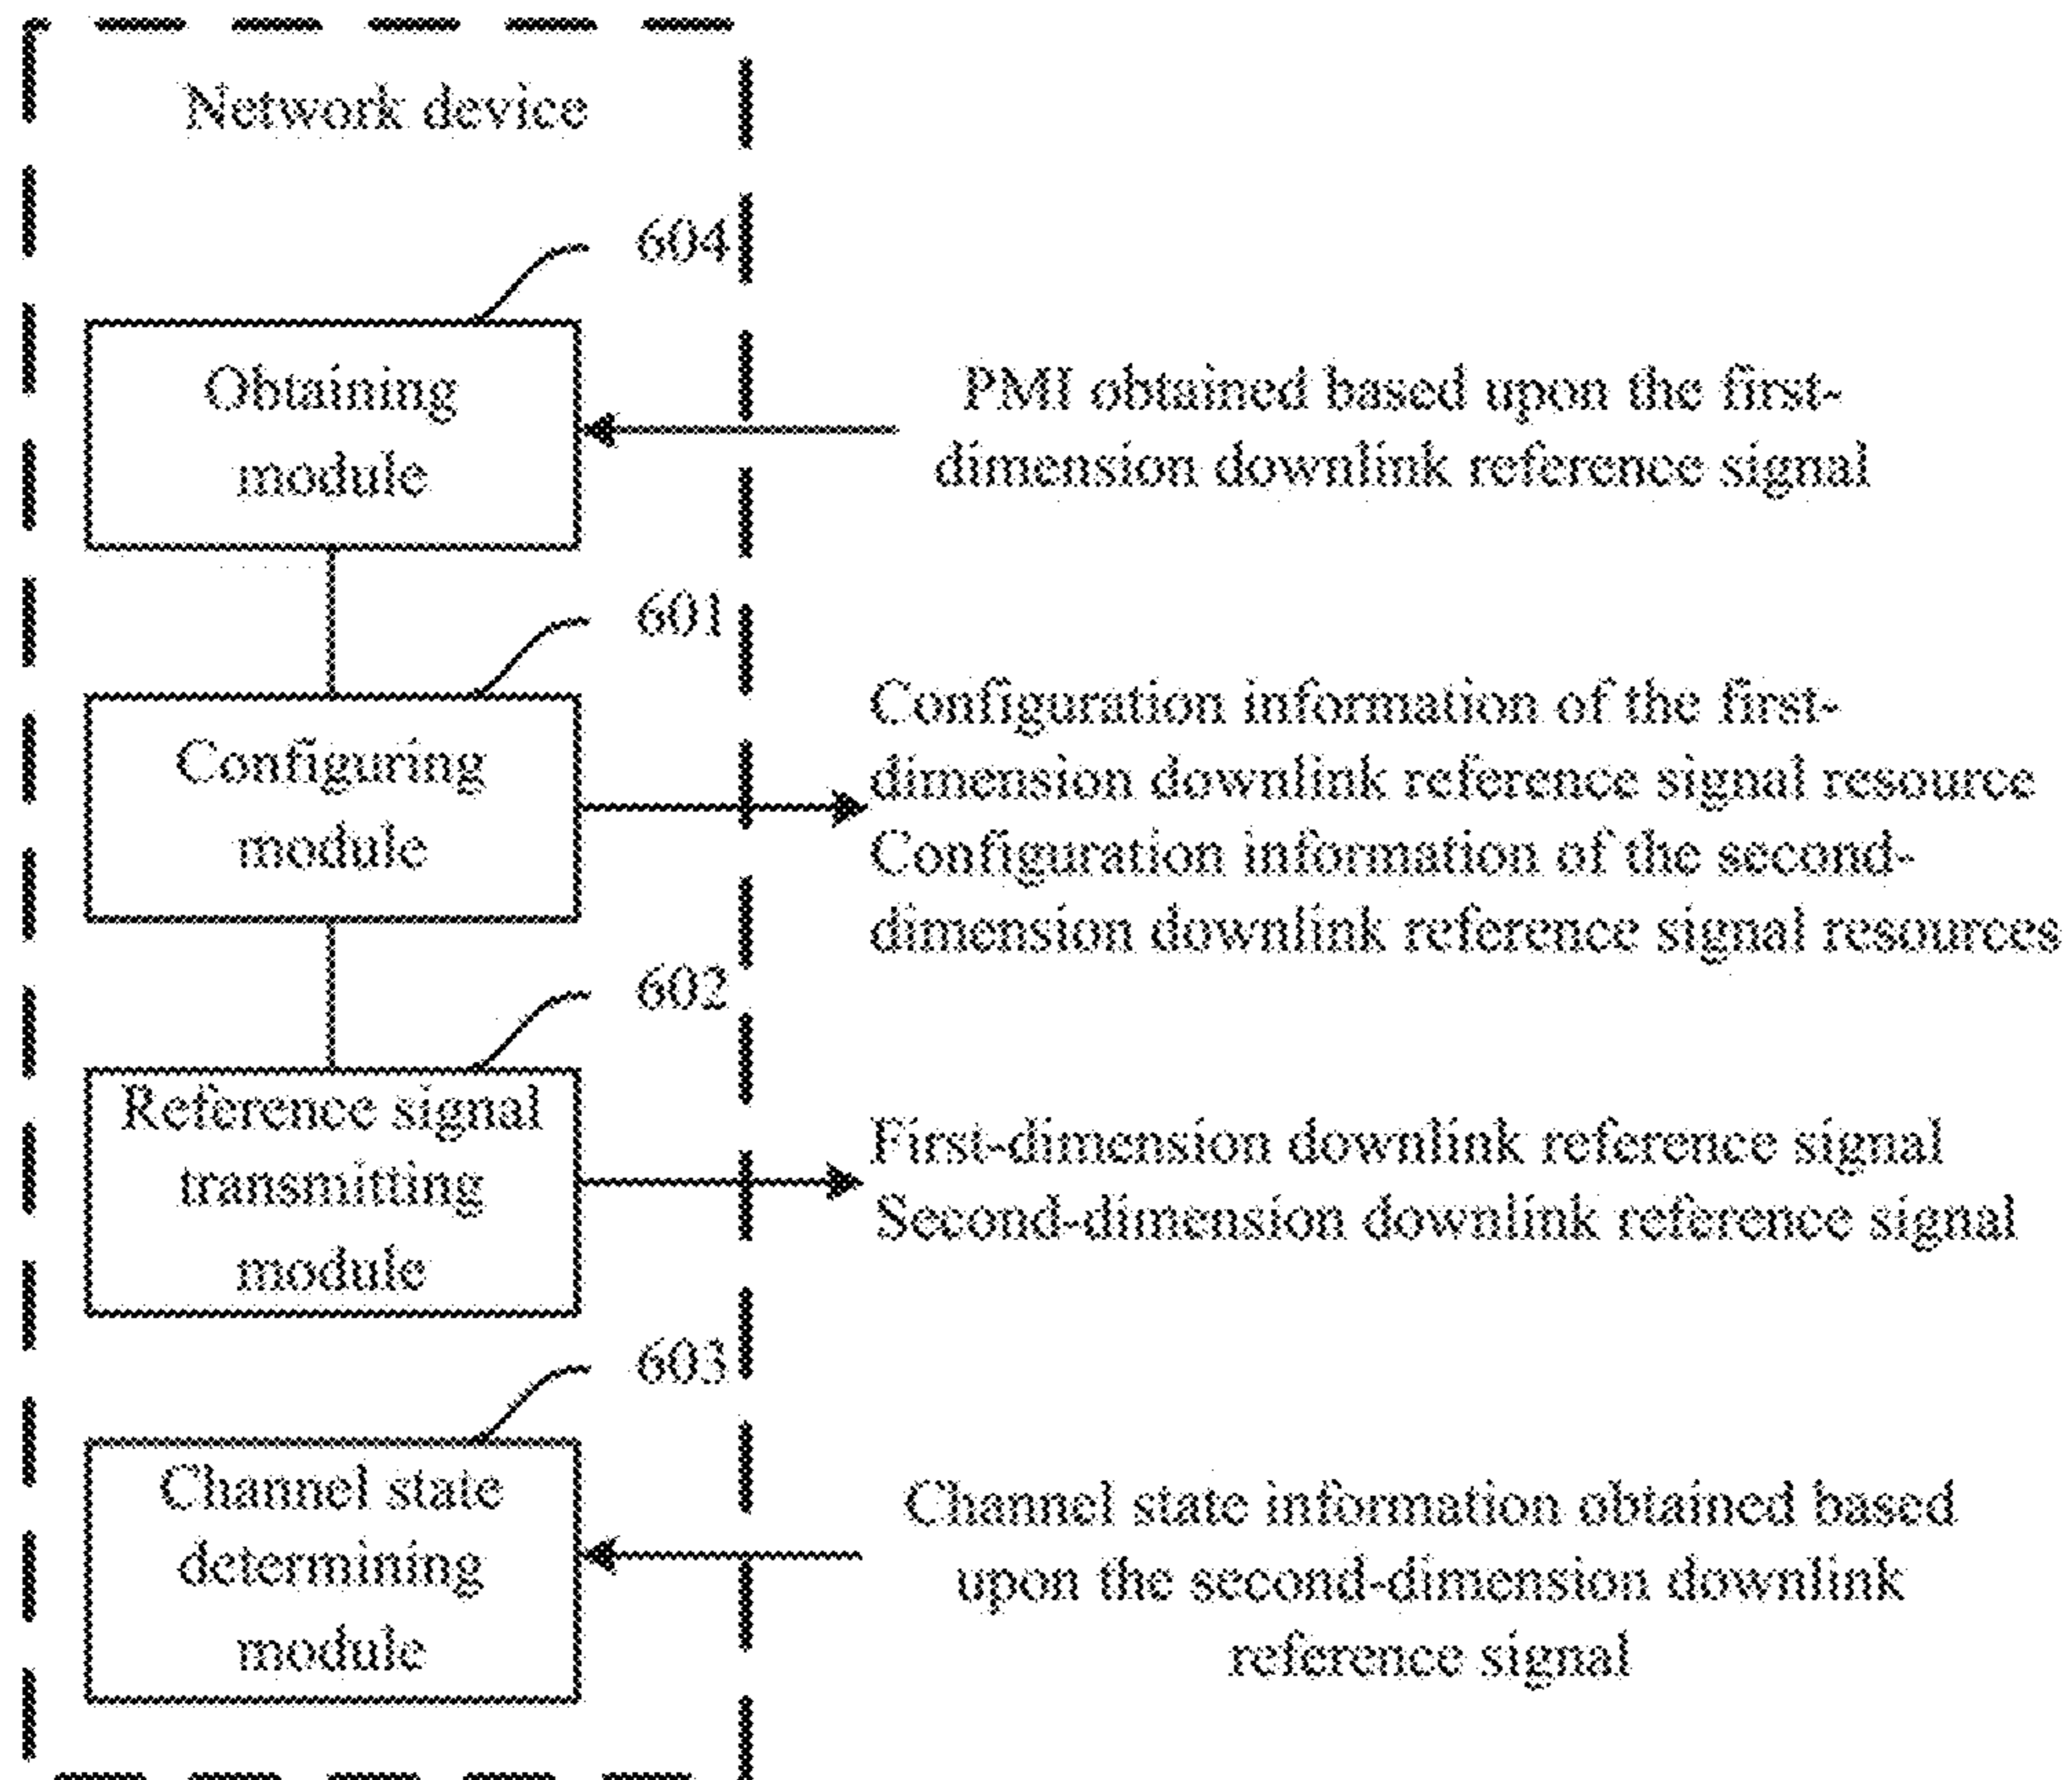 Network device
604
Obtaining
module
PMI obtained based upon the first-
dimension downlink reference signal
601
Configuring
module
Configuration information of the first-
dimension downlink reference signal resource
Configuration information of the second-
dimension downlink reference signal resources
602
Reference signal
transmitting
module
First-dimension downlink reference signal
Second-dimension downlink reference signal
603
Channel state
determining
module
Channel state information obtained based
upon the second-dimension downlink
reference signal